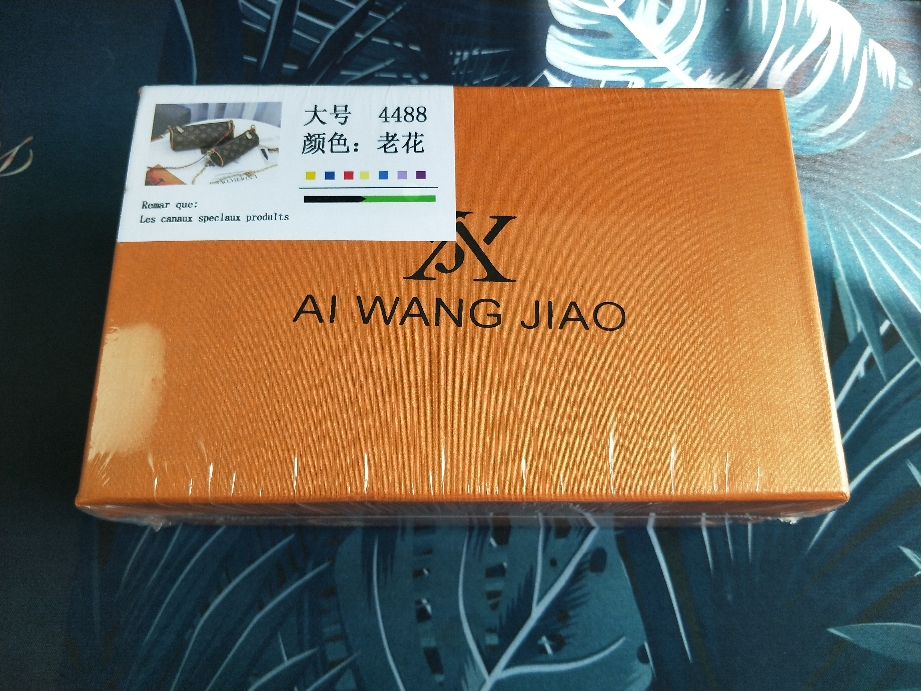 大号 4488
颜色：老花
Remar que:
Les canaux speclaux prodults
AI WANG JIAO